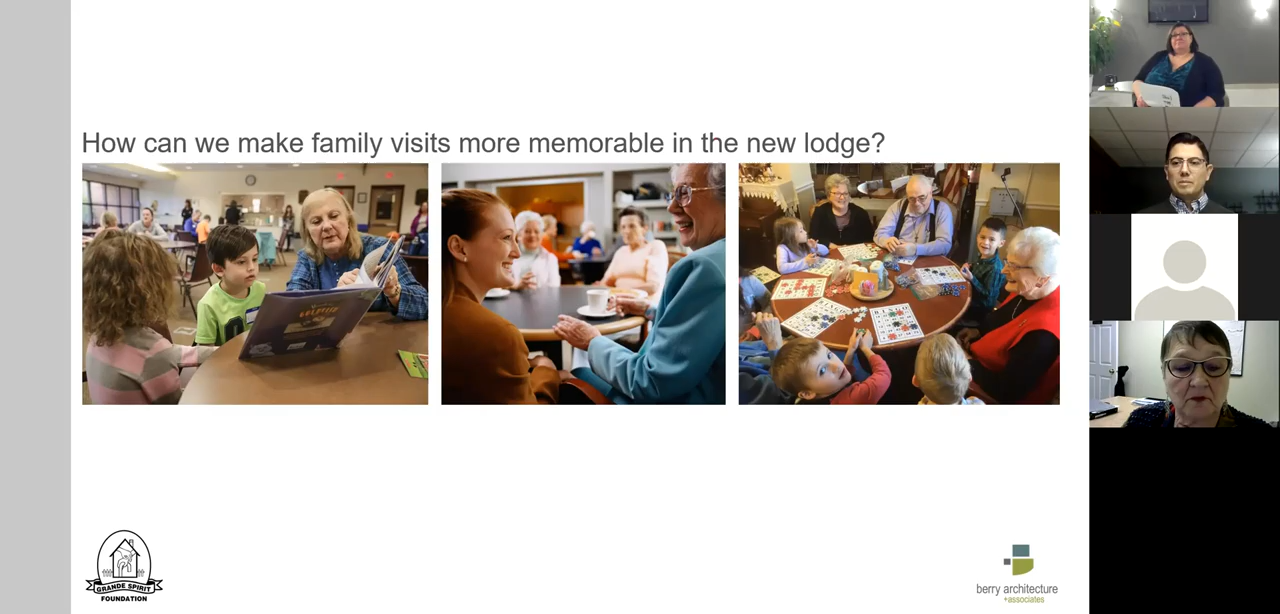 How can we make family visits more memorable in the new lodge?
GRANDE SPIRIT
FOUNDATION
berry architecture
+associates